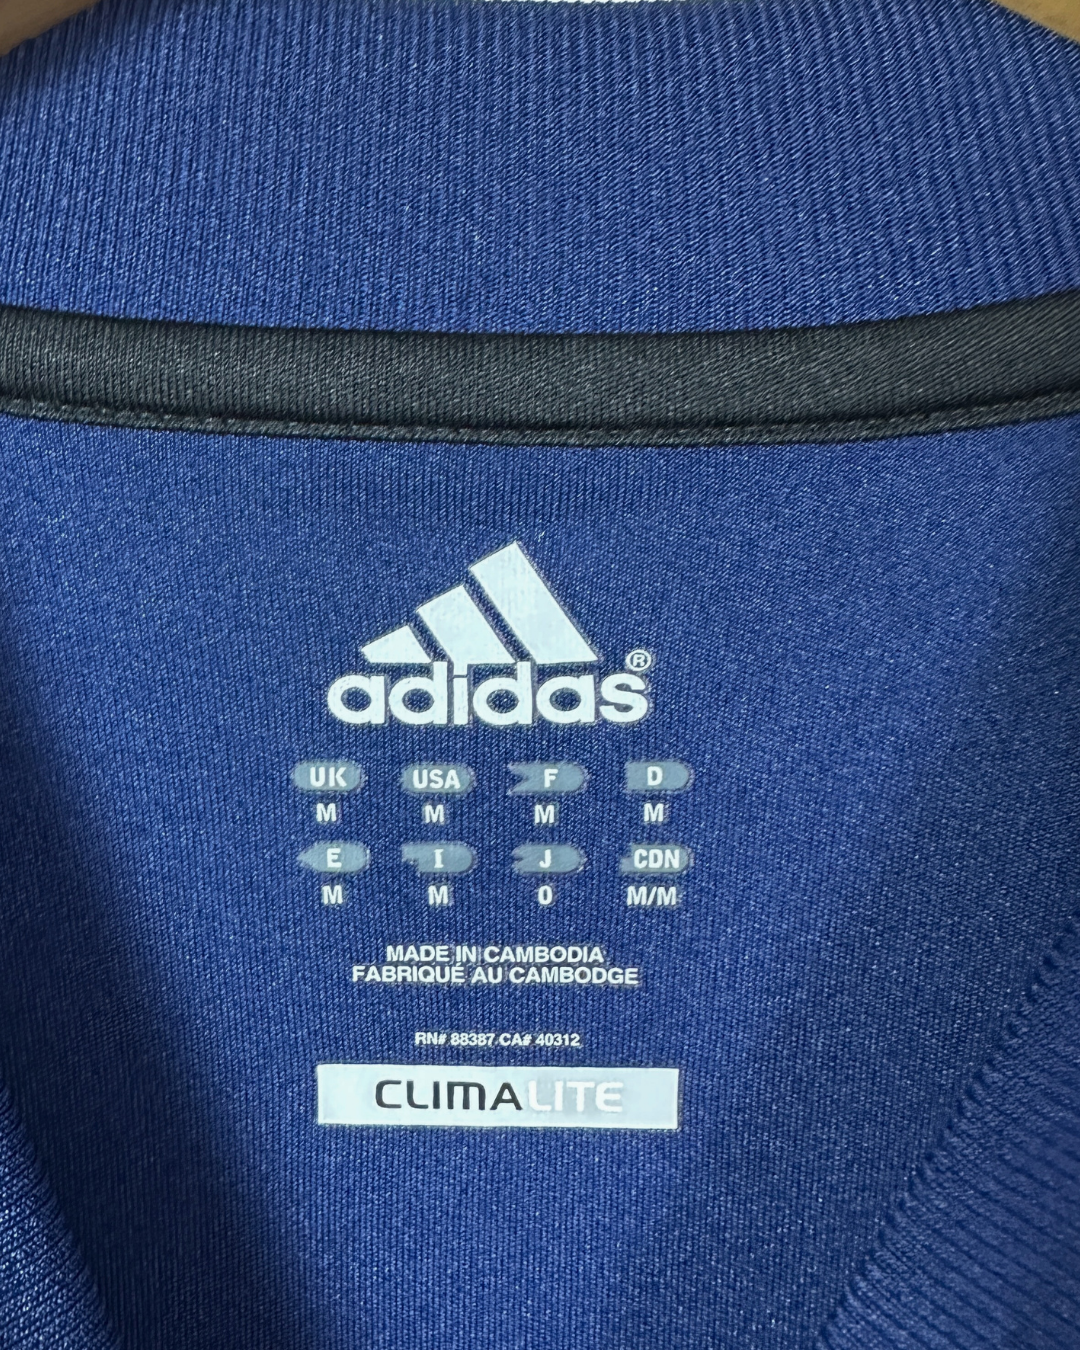 adidas®
UK USA F D
M M M M
E I J CDN
M M O M/M
MADE IN CAMBODIA
FABRIQUÉ AU CAMBODGE
RN# 88387 CA# 40312
CLIMALITE